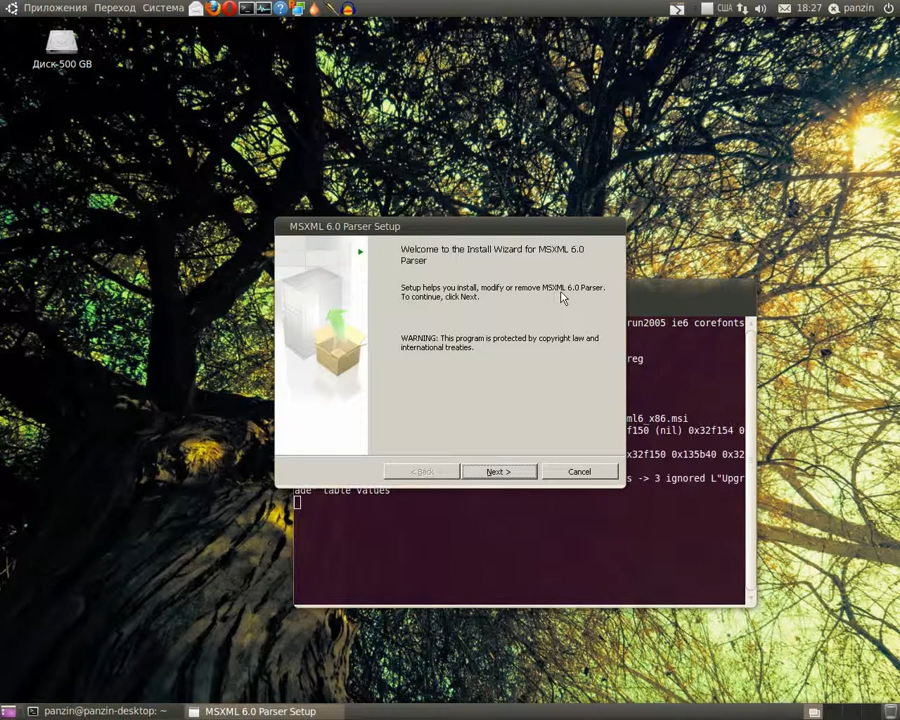 Приложения Переход Система
США
18:27
panzin
Диск-500 GB
MSXML 6.0 Parser Setup
Welcome to the Install Wizard for MSXML 6.0
Parser
Setup helps you install, modify or remove MSXML 6.0 Parser.
To continue, click Next.
WARNING: This program is protected by copyright law and
international treaties.
<Back
Next >
Cancel
run2005 ie6 corefonts
reg
ml6_x86.msi
f150 (nil) 0x32f154 0
x32f150 0x135b40 0x32
s -> 3 ignored L"Upgr
ade" table values
panzin@panzin-desktop: ~
MSXML 6.0 Parser Setup